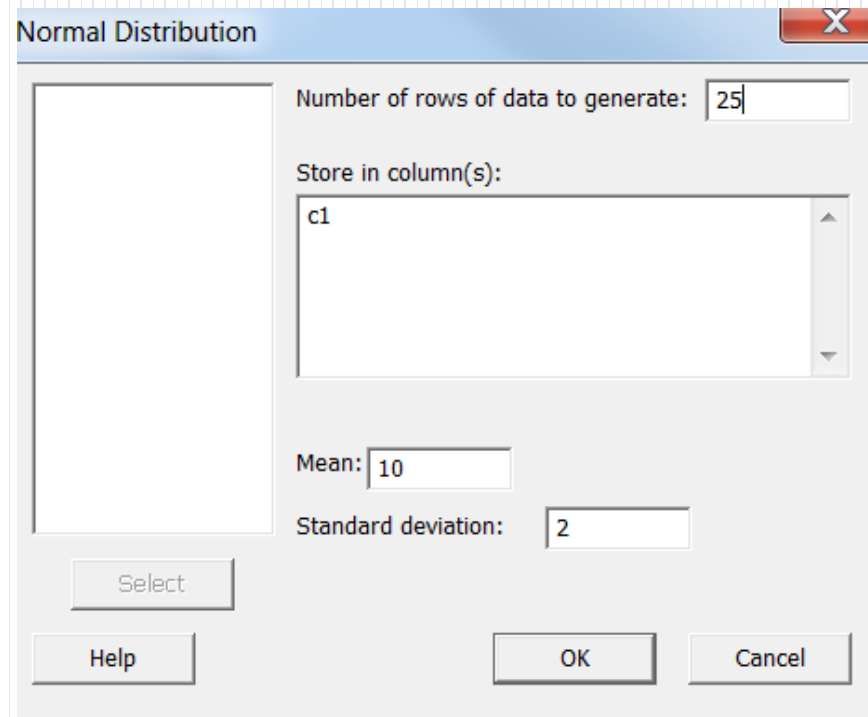 Normal Distribution
X
Number of rows of data to generate: 25
Store in column(s):
c1
Mean: 10
Standard deviation: 2
Select
Help OK Cancel